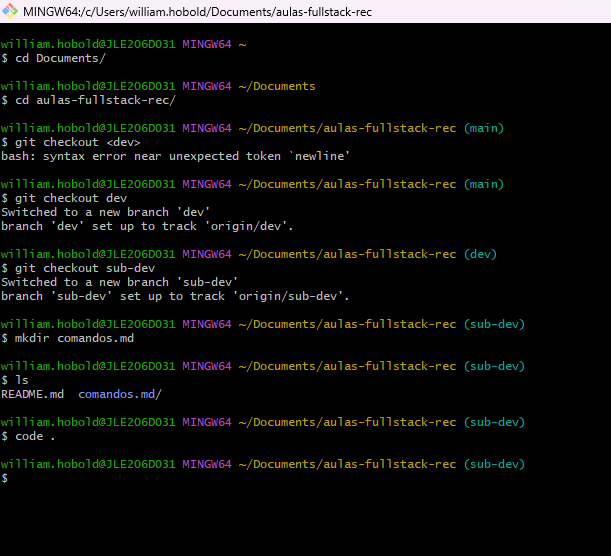 MINGW64:/c/Users/william.hobold/Documents/aulas-fullstack-rec
william.hobold@JLE206D031 MINGW64 ~
$ cd Documents/
william.hobold@JLE206D031 MINGW64 ~/Documents
$ cd aulas-fullstack-rec/
william.hobold@JLE206D031 MINGW64 ~/Documents/aulas-fullstack-rec (main)
$ git checkout <dev>
bash: syntax error near unexpected token `newline'
william.hobold@JLE206D031 MINGW64 ~/Documents/aulas-fullstack-rec (main)
$ git checkout dev
Switched to a new branch 'dev'
branch 'dev' set up to track 'origin/dev'.
william.hobold@JLE206D031 MINGW64 ~/Documents/aulas-fullstack-rec (dev)
$ git checkout sub-dev
Switched to a new branch 'sub-dev'
branch 'sub-dev' set up to track 'origin/sub-dev'.
william.hobold@JLE206D031 MINGW64 ~/Documents/aulas-fullstack-rec (sub-dev)
$ mkdir comandos.md
william.hobold@JLE206D031 MINGW64 ~/Documents/aulas-fullstack-rec (sub-dev)
$ ls
README.md  comandos.md/
william.hobold@JLE206D031 MINGW64 ~/Documents/aulas-fullstack-rec (sub-dev)
$ code .
william.hobold@JLE206D031 MINGW64 ~/Documents/aulas-fullstack-rec (sub-dev)
$